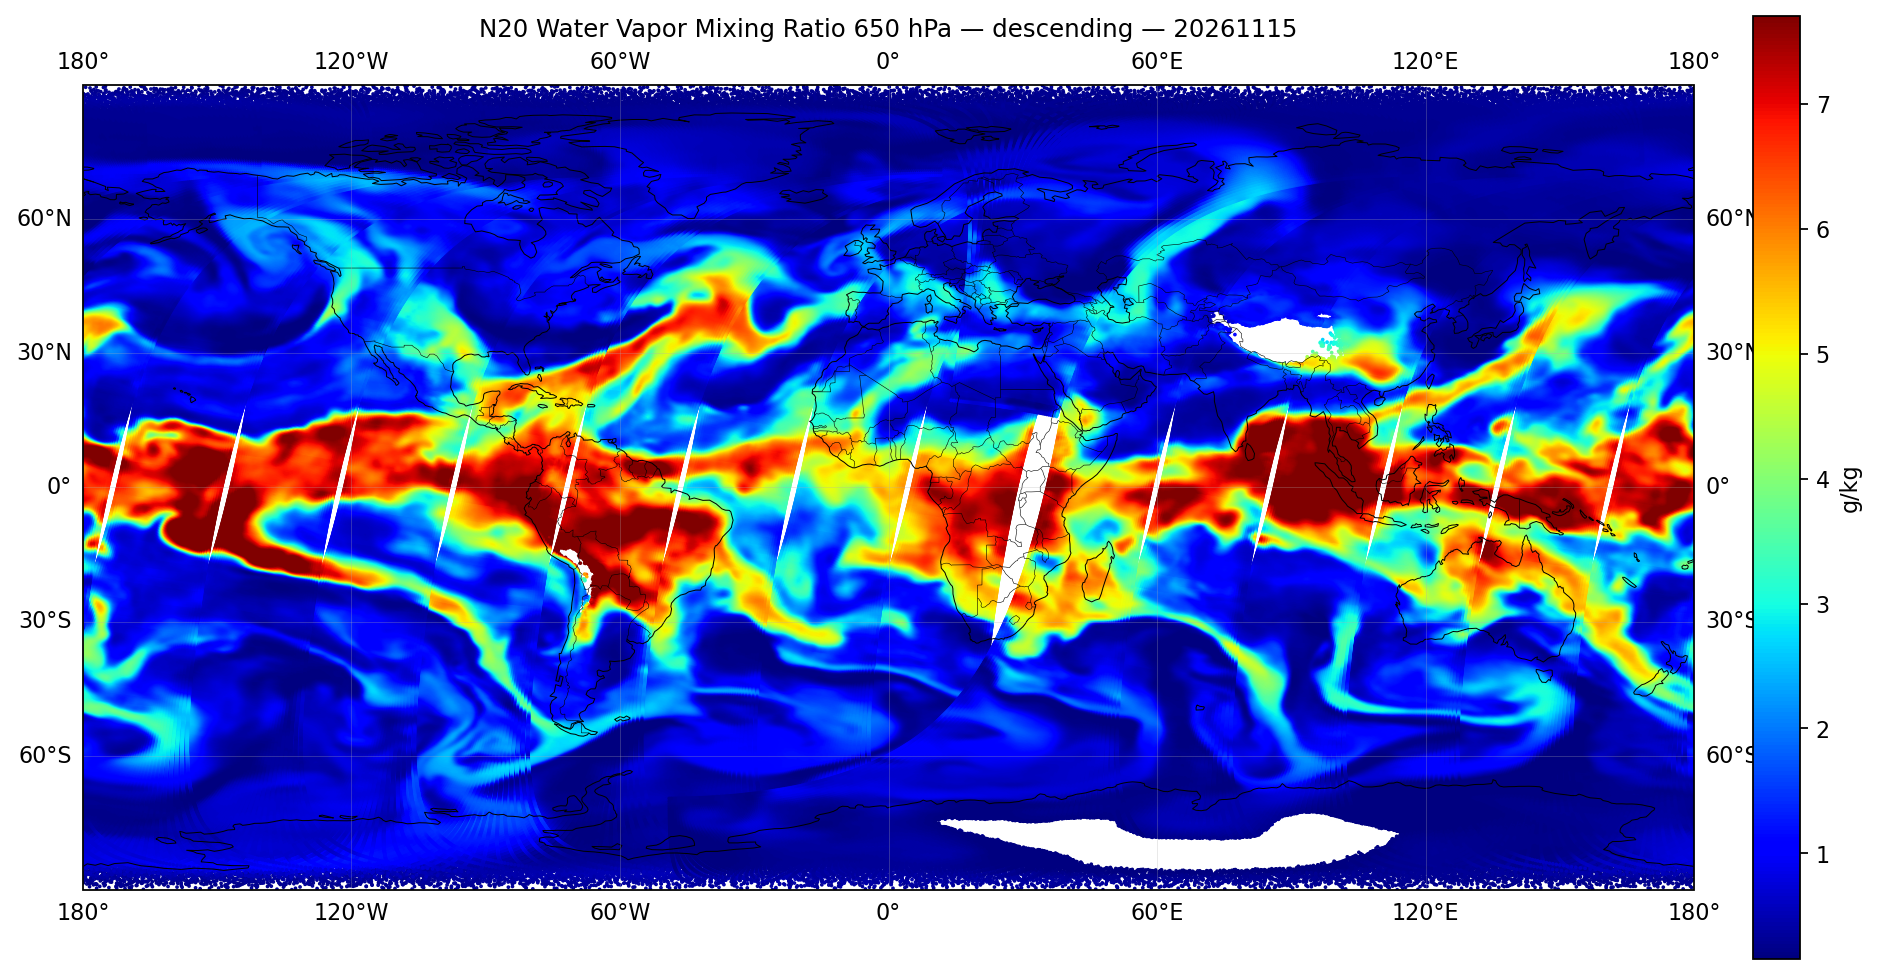 N20 Water Vapor Mixing Ratio 650 hPa — descending — 20261115
180° 120°W 60°W 0° 60°E 120°E 180°
60°N 60°N
30°N 30°N
0° 0°
30°S 30°S
60°S 60°S
180° 120°W 60°W 0° 60°E 120°E 180°
7
6
5
4
3
2
1
g/kg